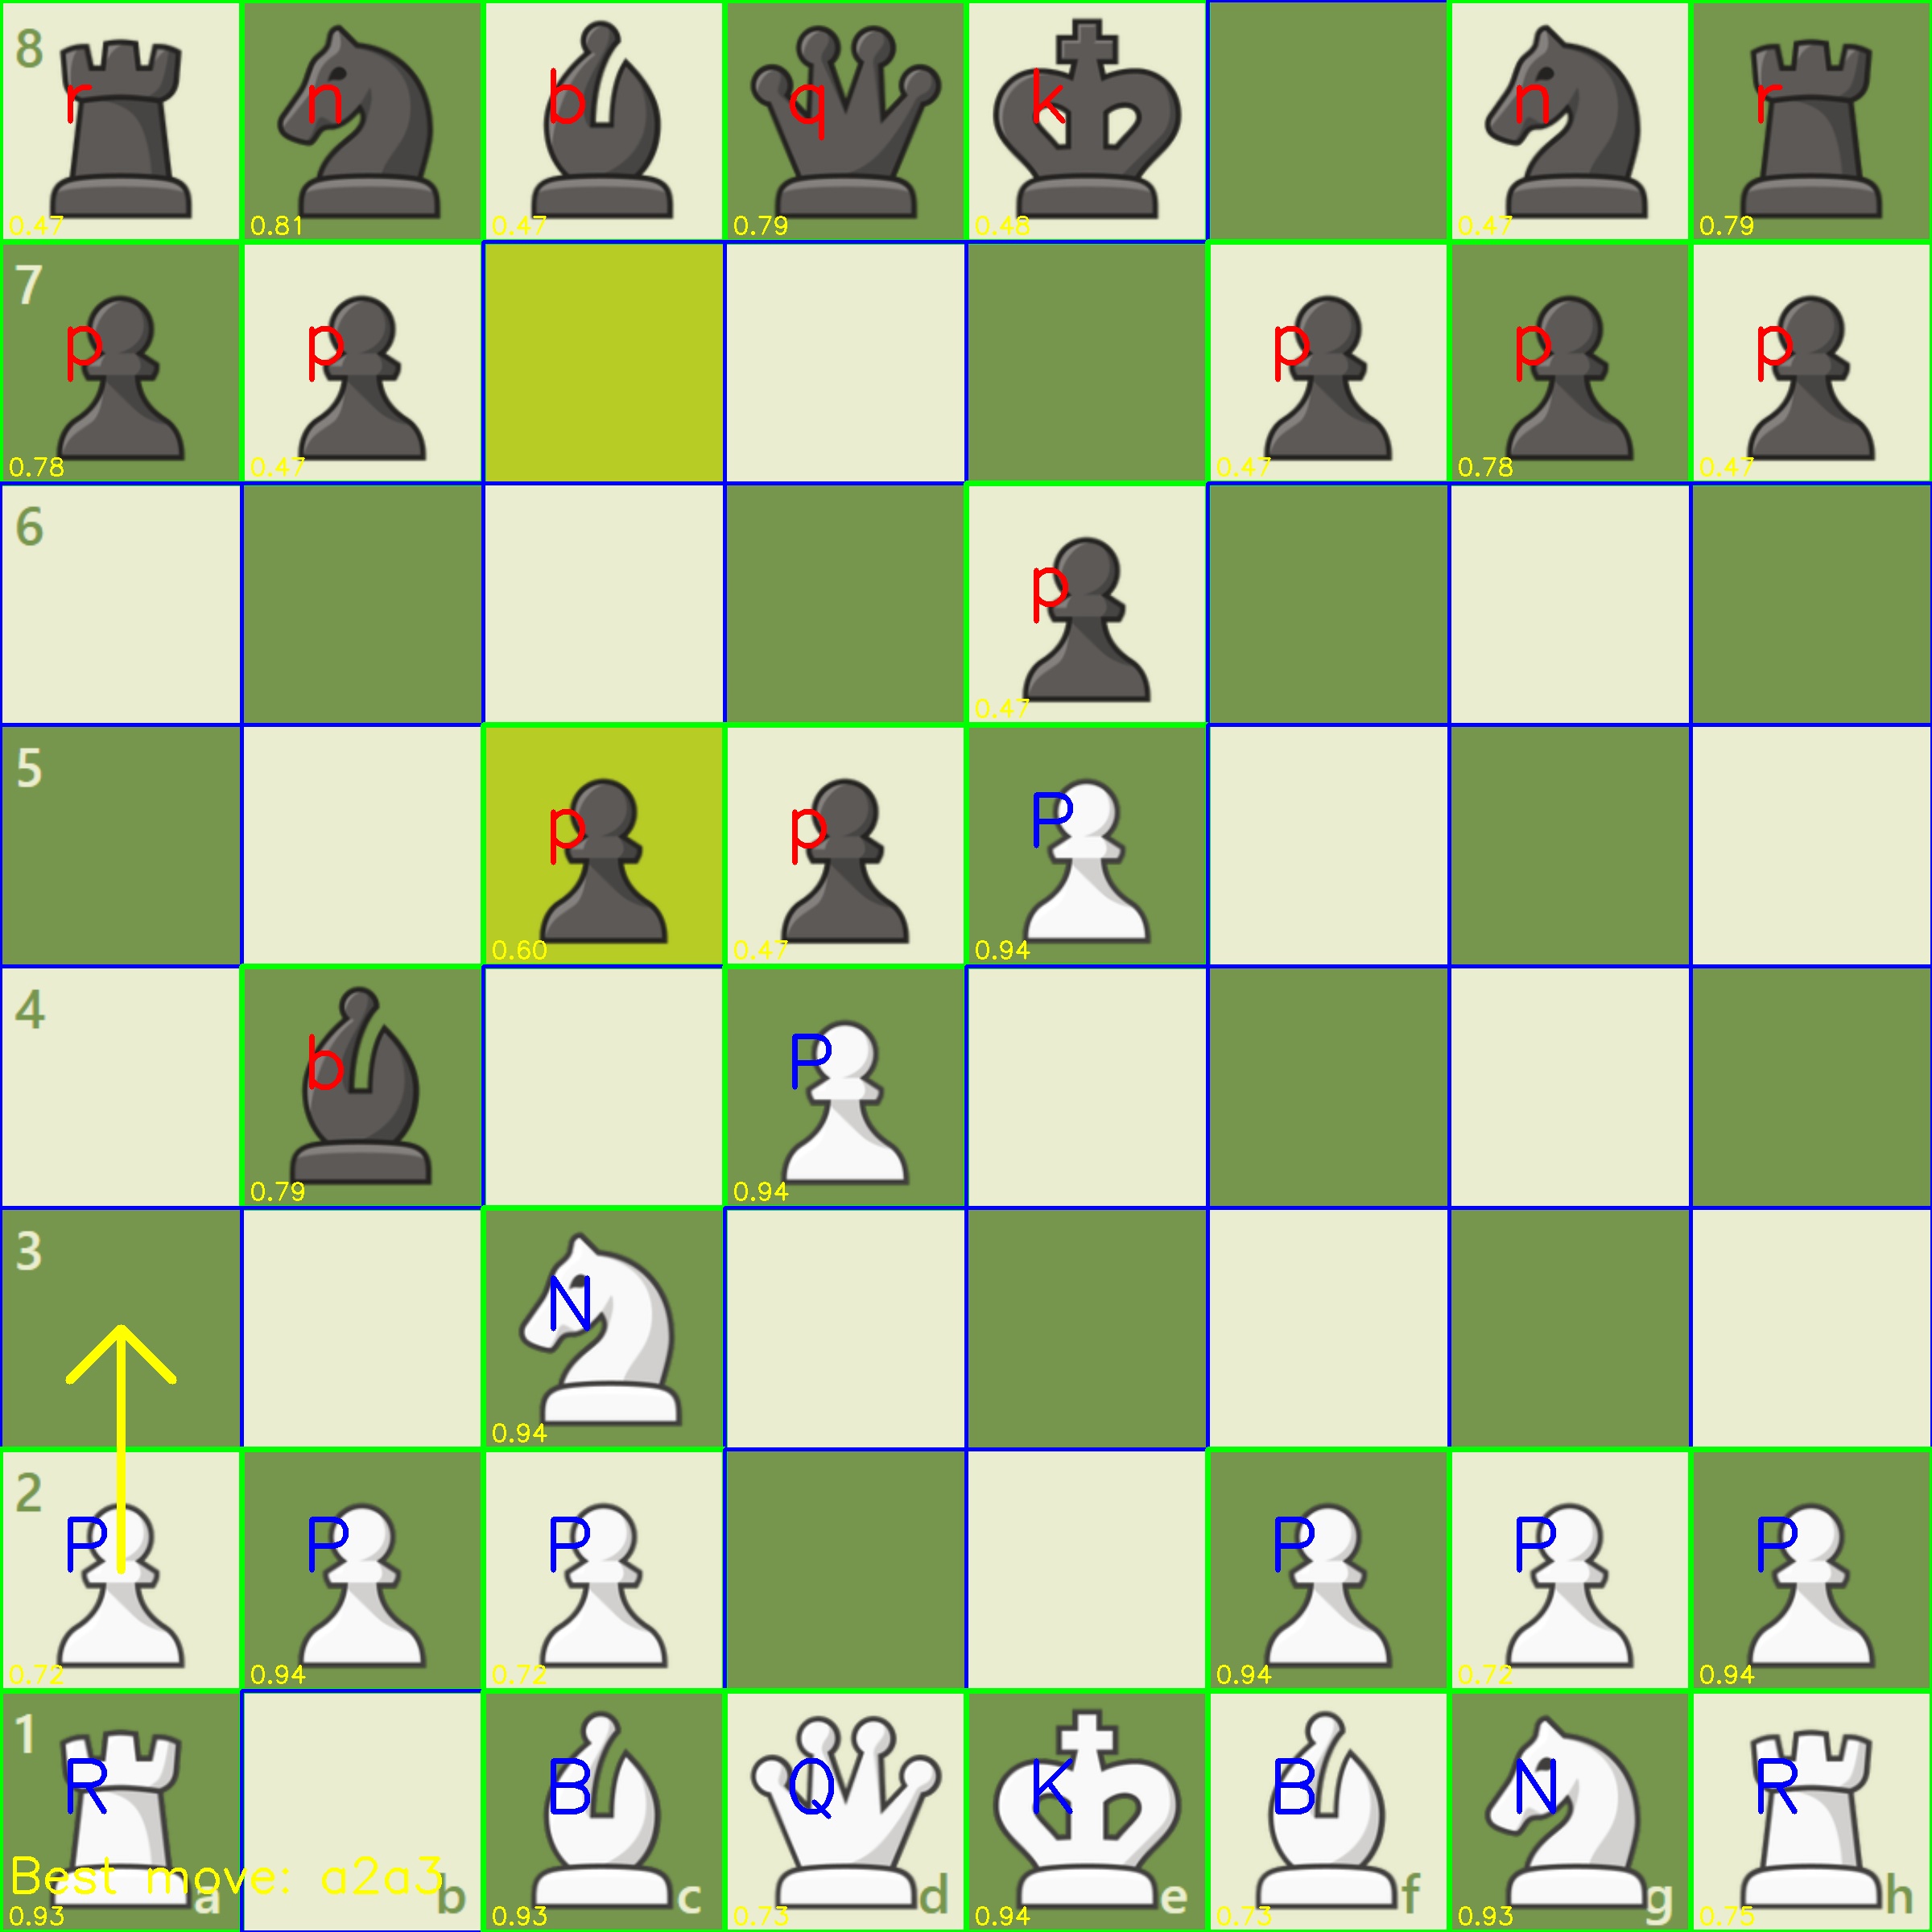 8 r n b q k n r
0.47 0.81 0.47 0.79 0.48 0.47 0.79
7 p p p p p
0.78 0.47 0.47 0.78 0.47
6 p
0.47
5 p p P
0.60 0.47 0.94
4 b P
0.79 0.94
3 N
0.94
2 P P P P P P
0.72 0.94 0.72 0.94 0.72 0.94
1 R B Q K B N R
Best move: a2a3
a b c d e f g h
0.93 0.93 0.73 0.94 0.73 0.93 0.75